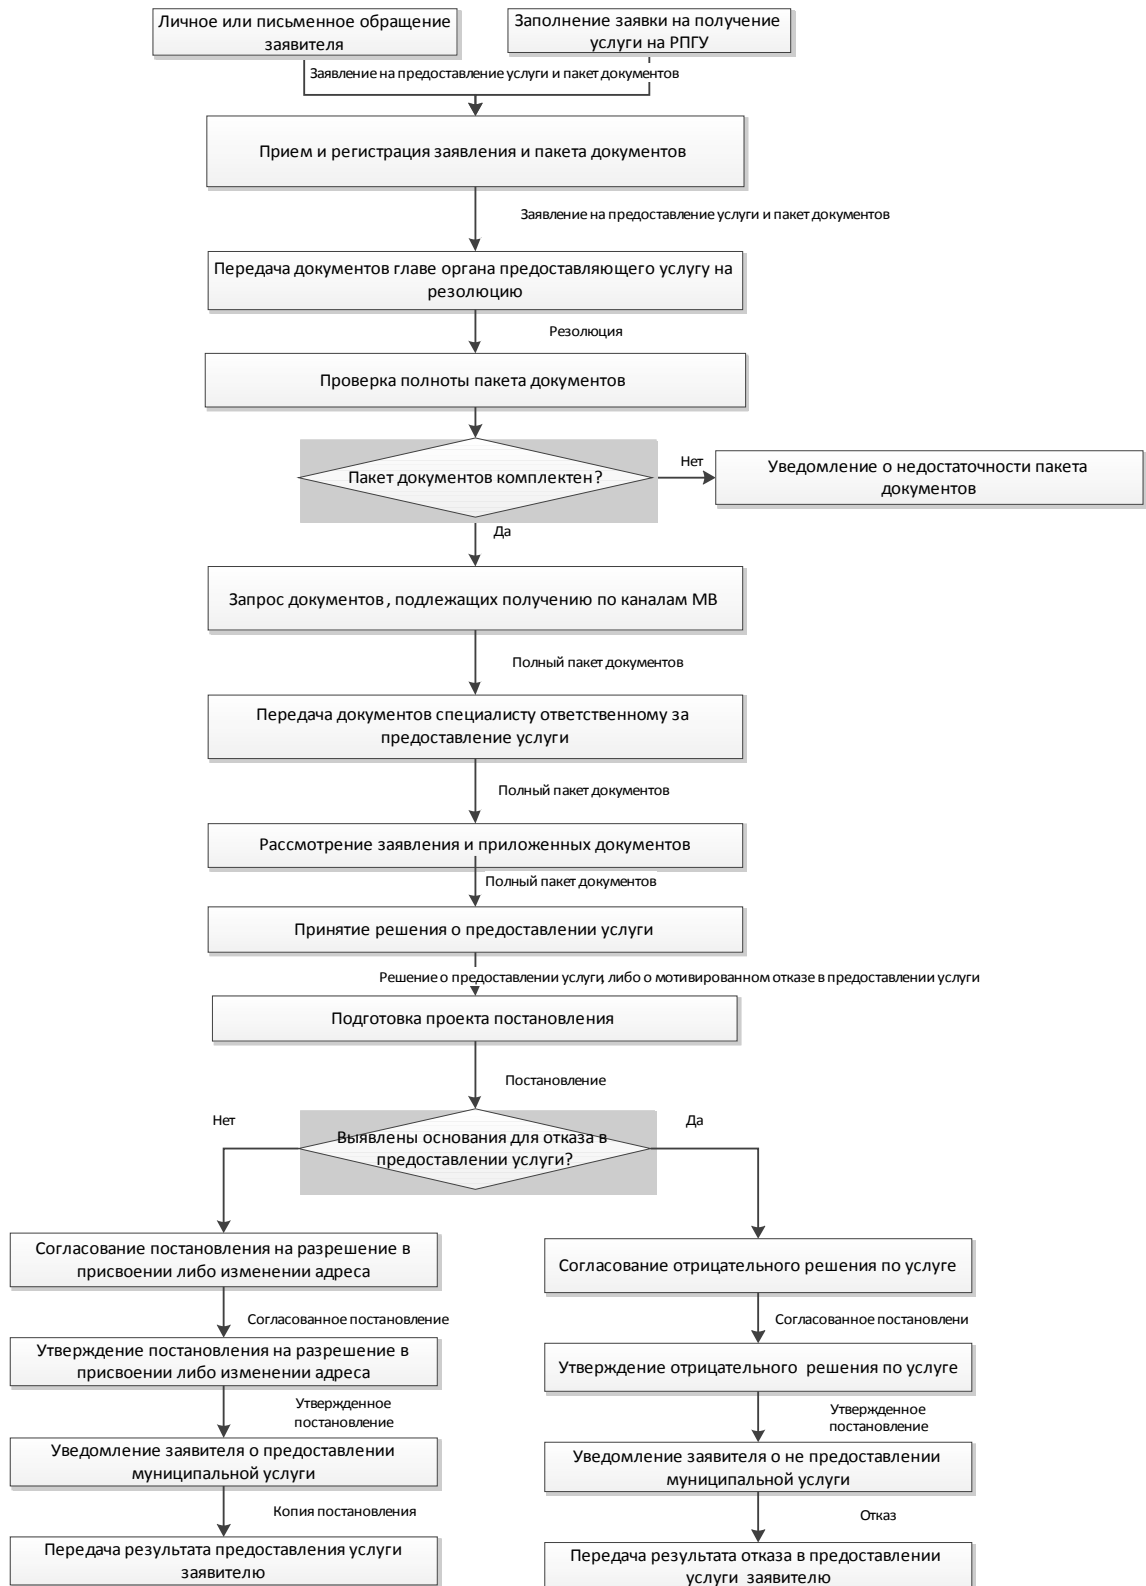 Личное или письменное обращение
заявителя
Заполнение заявки на получение
услуги на РПГУ
Заявление на предоставление услуги и пакет документов
Прием и регистрация заявления и пакета документов
Заявление на предоставление услуги и пакет документов
Передача документов главе органа предоставляющего услугу на
резолюцию
Резолюция
Проверка полноты пакета документов
Пакет документов комплектен?
Нет
Уведомление о недостаточности пакета
документов
Да
Запрос документов, подлежащих получению по каналам МВ
Полный пакет документов
Передача документов специалисту ответственному за
предоставление услуги
Полный пакет документов
Рассмотрение заявления и приложенных документов
Полный пакет документов
Принятие решения о предоставлении услуги
Решение о предоставлении услуги, либо о мотивированном отказе в предоставлении услуги
Подготовка проекта постановления
Постановление
Нет
Выявлены основания для отказа в
предоставлении услуги?
Да
Согласование постановления на разрешение в
присвоении либо изменении адреса
Согласование отрицательного решения по услуге
Согласованное постановление
Согласованное постановлени
Утверждение постановления на разрешение в
присвоении либо изменении адреса
Утверждение отрицательного решения по услуге
Утвержденное
постановление
Утвержденное
постановление
Уведомление заявителя о предоставлении
муниципальной услуги
Уведомление заявителя о не предоставлении
муниципальной услуги
Копия постановления
Отказ
Передача результата предоставления услуги
заявителю
Передача результата отказа в предоставлении
услуги заявителю